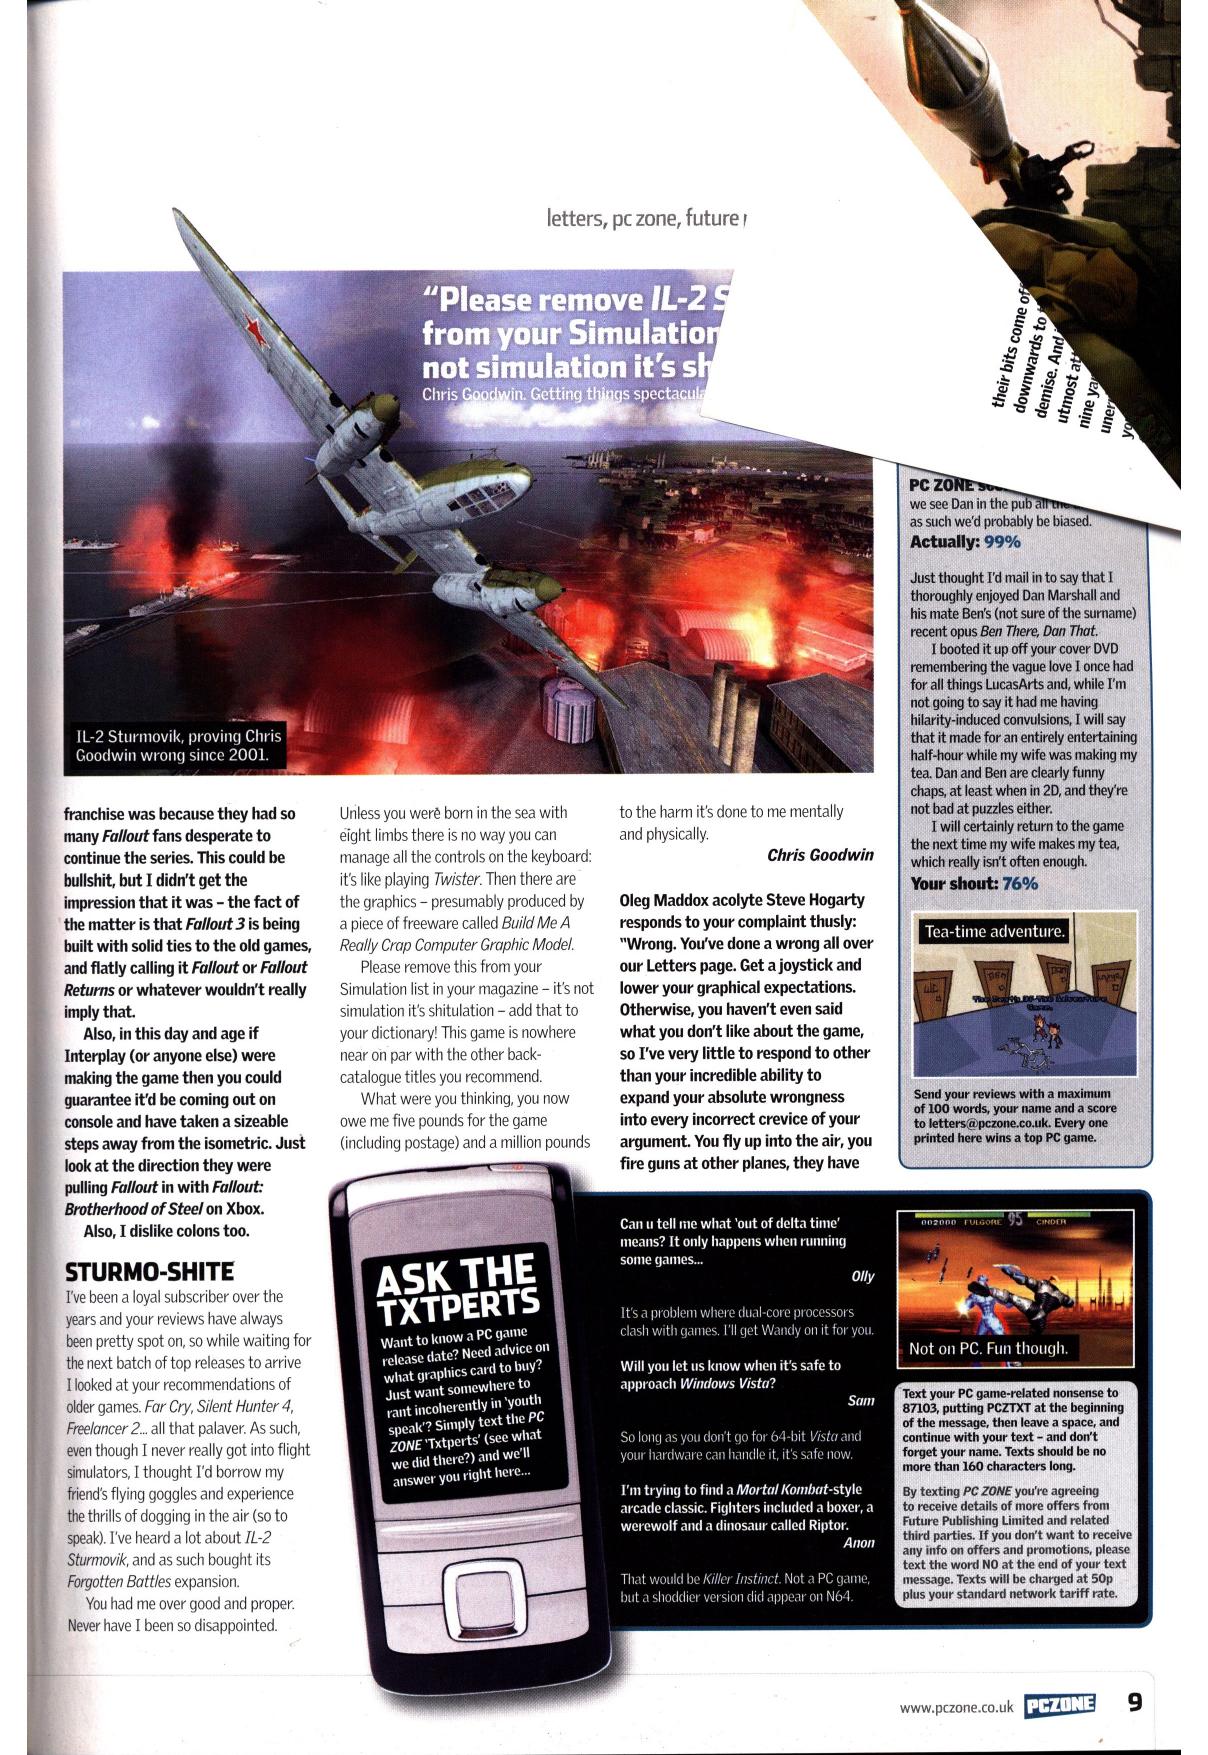 letters, pc zone, future
"Please remove IL-2 S
from your Simulation
not simulation it's sh
Chris Goodwin. Getting things spectacula
IL-2 Sturmovik, proving Chris
Goodwin wrong since 2001.
franchise was because they had so
many Fallout fans desperate to
continue the series. This could be
bullshit, but I didn't get the
impression that it was – the fact of
the matter is that Fallout 3 is being
built with solid ties to the old games,
and flatly calling it Fallout or Fallout
Returns or whatever wouldn't really
imply that.
Also, in this day and age if
Interplay (or anyone else) were
making the game then you could
guarantee it'd be coming out on
console and have taken a sizeable
steps away from the isometric. Just
look at the direction they were
pulling Fallout in with Fallout:
Brotherhood of Steel on Xbox.
Also, I dislike colons too.
STURMO-SHITE
I've been a loyal subscriber over the
years and your reviews have always
been pretty spot on, so while waiting for
the next batch of top releases to arrive
I looked at your recommendations of
older games. Far Cry, Silent Hunter 4,
Freelancer 2... all that palaver. As such,
even though I never really got into flight
simulators, I thought I'd borrow my
friend's flying goggles and experience
the thrills of dogging in the air (so to
speak). I've heard a lot about IL-2
Sturmovik, and as such bought its
Forgotten Battles expansion.
You had me over good and proper.
Never have I been so disappointed.
Unless you were born in the sea with
eight limbs there is no way you can
manage all the controls on the keyboard:
it's like playing Twister. Then there are
the graphics – presumably produced by
a piece of freeware called Build Me A
Really Crap Computer Graphic Model.
Please remove this from your
Simulation list in your magazine – it's not
simulation it's shitulation – add that to
your dictionary! This game is nowhere
near on par with the other back-
catalogue titles you recommend.
What were you thinking, you now
owe me five pounds for the game
(including postage) and a million pounds
to the harm it's done to me mentally
and physically.
Chris Goodwin
Oleg Maddox acolyte Steve Hogarty
responds to your complaint thusly:
"Wrong. You've done a wrong all over
our Letters page. Get a joystick and
lower your graphical expectations.
Otherwise, you haven't even said
what you don't like about the game,
so I've very little to respond to other
than your incredible ability to
expand your absolute wrongness
into every incorrect crevice of your
argument. You fly up into the air, you
fire guns at other planes, they have
their bits come of
downwards to
demise. And
utmost at
nine ya
uner
yo
PC ZONE
we see Dan in the pub all the
as such we'd probably be biased.
Actually: 99%
Just thought I'd mail in to say that I
thoroughly enjoyed Dan Marshall and
his mate Ben's (not sure of the surname)
recent opus Ben There, Dan That.
I booted it up off your cover DVD
remembering the vague love I once had
for all things LucasArts and, while I'm
not going to say it had me having
hilarity-induced convulsions, I will say
that it made for an entirely entertaining
half-hour while my wife was making my
tea. Dan and Ben are clearly funny
chaps, at least when in 2D, and they're
not bad at puzzles either.
I will certainly return to the game
the next time my wife makes my tea,
which really isn't often enough.
Your shout: 76%
Tea-time adventure.
Send your reviews with a maximum
of 100 words, your name and a score
to letters@pczone.co.uk. Every one
printed here wins a top PC game.
ASK THE
TXTPERTS
Want to know a PC game
release date? Need advice on
what graphics card to buy?
Just want somewhere to
rant incoherently in 'youth
speak'? Simply text the PC
ZONE 'Txtperts' (see what
we did there?) and we'll
answer you right here...
Can u tell me what 'out of delta time'
means? It only happens when running
some games...
Olly
It's a problem where dual-core processors
clash with games. I'll get Wandy on it for you.
Will you let us know when it's safe to
approach Windows Vista?
Sam
So long as you don't go for 64-bit Vista and
your hardware can handle it, it's safe now.
I'm trying to find a Mortal Kombat-style
arcade classic. Fighters included a boxer, a
werewolf and a dinosaur called Riptor.
Anon
That would be Killer Instinct. Not a PC game,
but a shoddier version did appear on N64.
002000 FULGORE 95 CINDER
Not on PC. Fun though.
Text your PC game-related nonsense to
87103, putting PCZTXT at the beginning
of the message, then leave a space, and
continue with your text – and don't
forget your name. Texts should be no
more than 160 characters long.
By texting PC ZONE you're agreeing
to receive details of more offers from
Future Publishing Limited and related
third parties. If you don't want to receive
any info on offers and promotions, please
text the word NO at the end of your text
message. Texts will be charged at 50p
plus your standard network tariff rate.
www.pczone.co.uk PCZONE 9